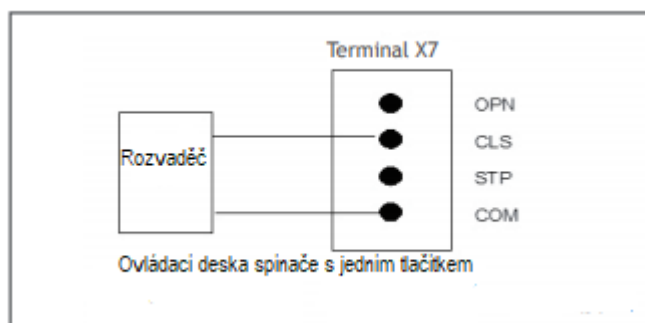 Terminal X7
OPN
Rozvaděč
CLS
STP
COM
Ovládací deska spínače s jedním tlačítkem